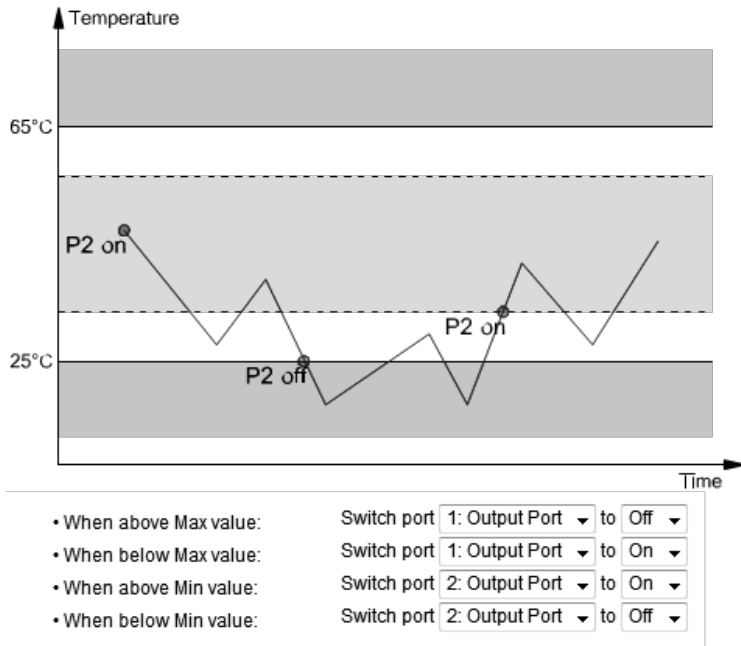 Temperature
65°C
P2 on
P2 on
25°C
P2 off
Time
• When above Max value: Switch port 1: Output Port to Off
• When below Max value: Switch port 1: Output Port to On
• When above Min value: Switch port 2: Output Port to On
• When below Min value: Switch port 2: Output Port to Off